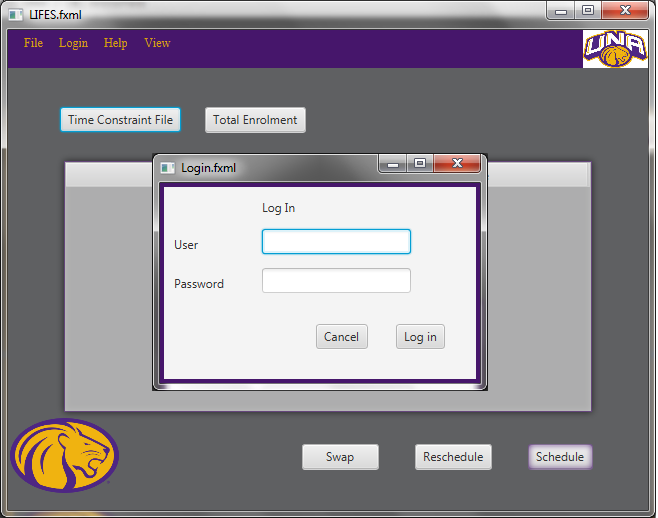 LIFES.fxml
File Login Help View
UNA
Time Constraint File Total Enrolment
Login.fxml
Log In
User
Password
Cancel Log in
Swap Reschedule Schedule